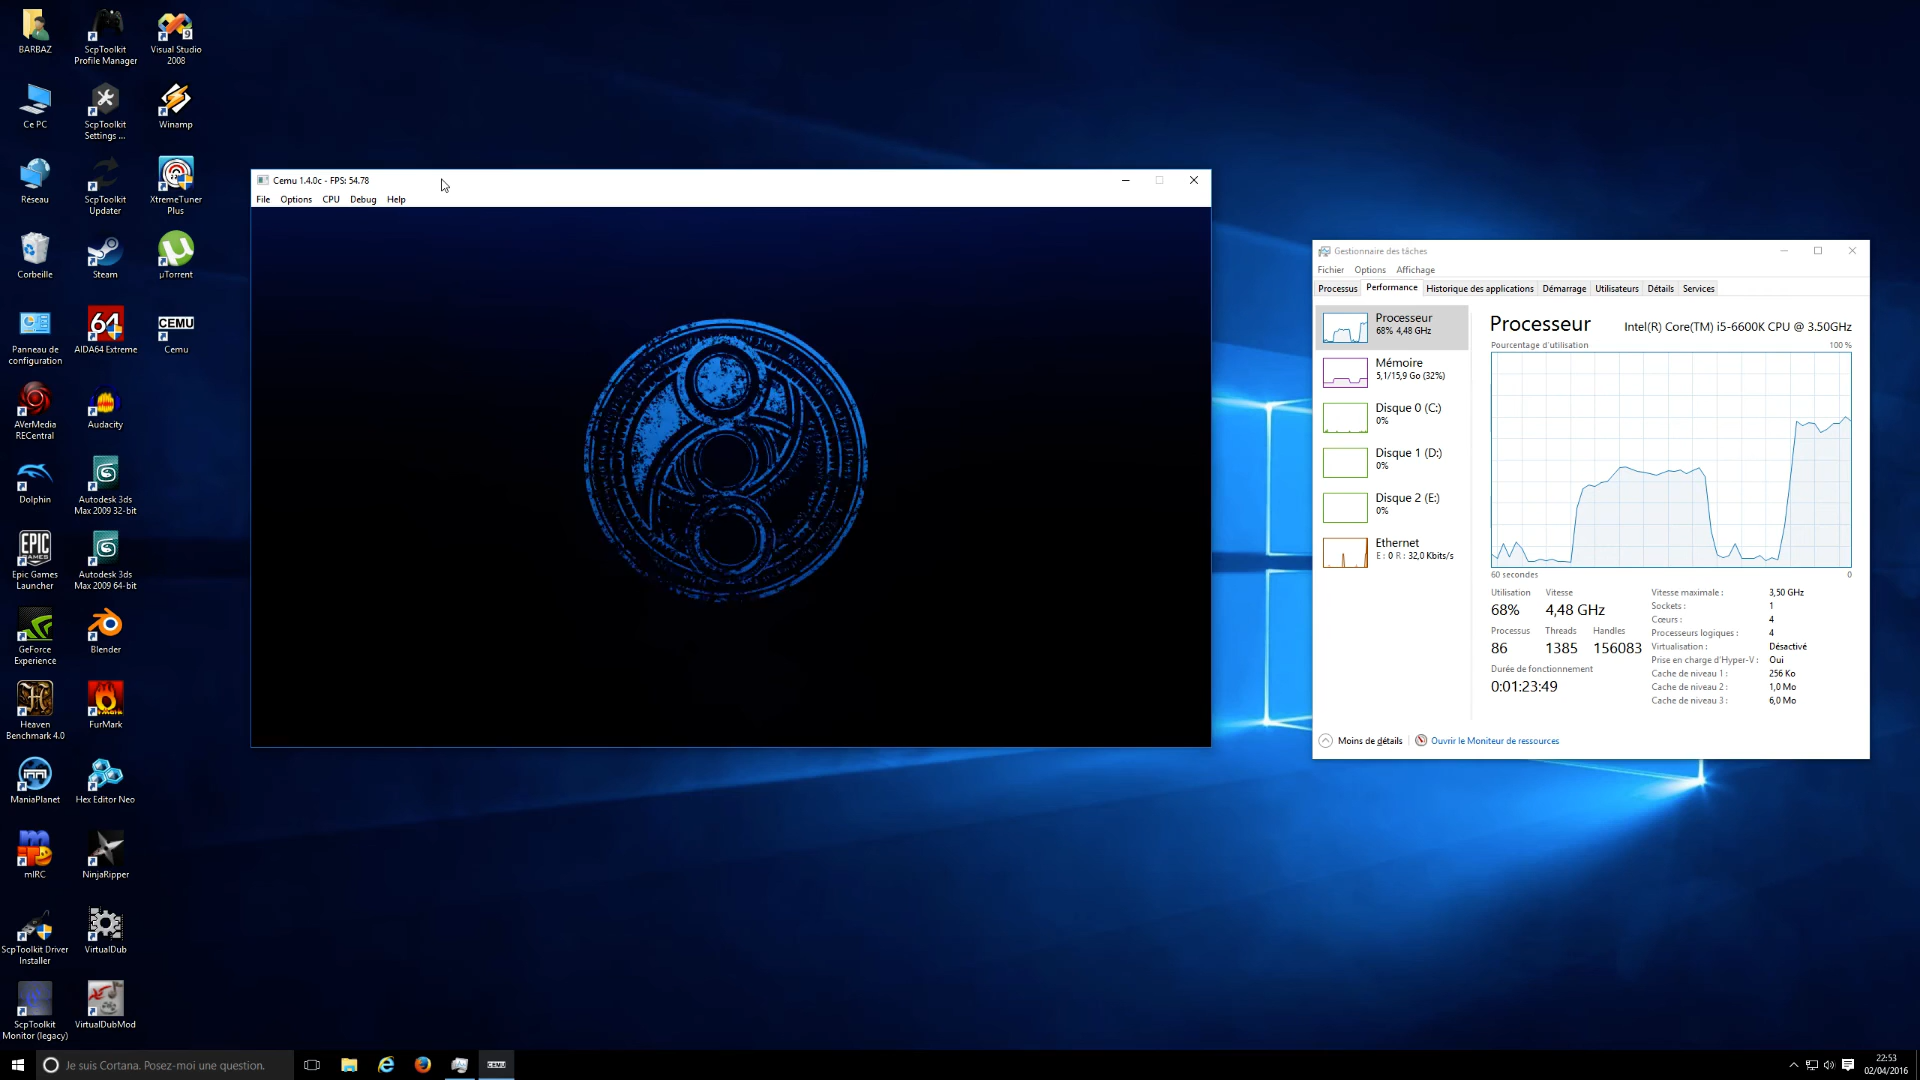 BARBAZ
ScpToolkit
Profile Manager
Visual Studio
2008
Ce PC
ScpToolkit
Settings ...
Winamp
Réseau
ScpToolkit
Updater
XtremeTuner
Plus
Corbeille
Steam
µTorrent
Panneau de
configuration
64
AIDA64 Extreme
CEMU
Cemu
AVerMedia
RECentral
Audacity
Dolphin
Autodesk 3ds
Max 2009 32-bit
EPIC
GAMES
Epic Games
Launcher
Autodesk 3ds
Max 2009 64-bit
GeForce
Experience
Blender
Heaven
Benchmark 4.0
FurMark
ManiaPlanet
Hex Editor Neo
mIRC
NinjaRipper
ScpToolkit Driver
Installer
VirtualDub
ScpToolkit
Monitor (legacy)
VirtualDubMod
Cemu 1.4.0c - FPS: 54.78
File Options CPU Debug Help
Gestionnaire des tâches
Fichier Options Affichage
Processus Performance Historique des applications Démarrage Utilisateurs Détails Services
Processeur
68% 4,48 GHz
Mémoire
5,1/15,9 Go (32%)
Disque 0 (C:)
0%
Disque 1 (D:)
0%
Disque 2 (E:)
0%
Ethernet
E : 0 R : 32,0 Kbits/s
Processeur Intel(R) Core(TM) i5-6600K CPU @ 3.50GHz
Pourcentage d'utilisation 100 %
60 secondes 0
Utilisation Vitesse
68% 4,48 GHz
Processus Threads Handles
86 1385 156083
Durée de fonctionnement
0:01:23:49
Vitesse maximale : 3,50 GHz
Sockets : 1
Cœurs : 4
Processeurs logiques : 4
Virtualisation : Désactivé
Prise en charge d'Hyper-V : Oui
Cache de niveau 1 : 256 Ko
Cache de niveau 2 : 1,0 Mo
Cache de niveau 3 : 6,0 Mo
Moins de détails Ouvrir le Moniteur de ressources
Je suis Cortana. Posez-moi une question.
CEMU
22:53
02/04/2016